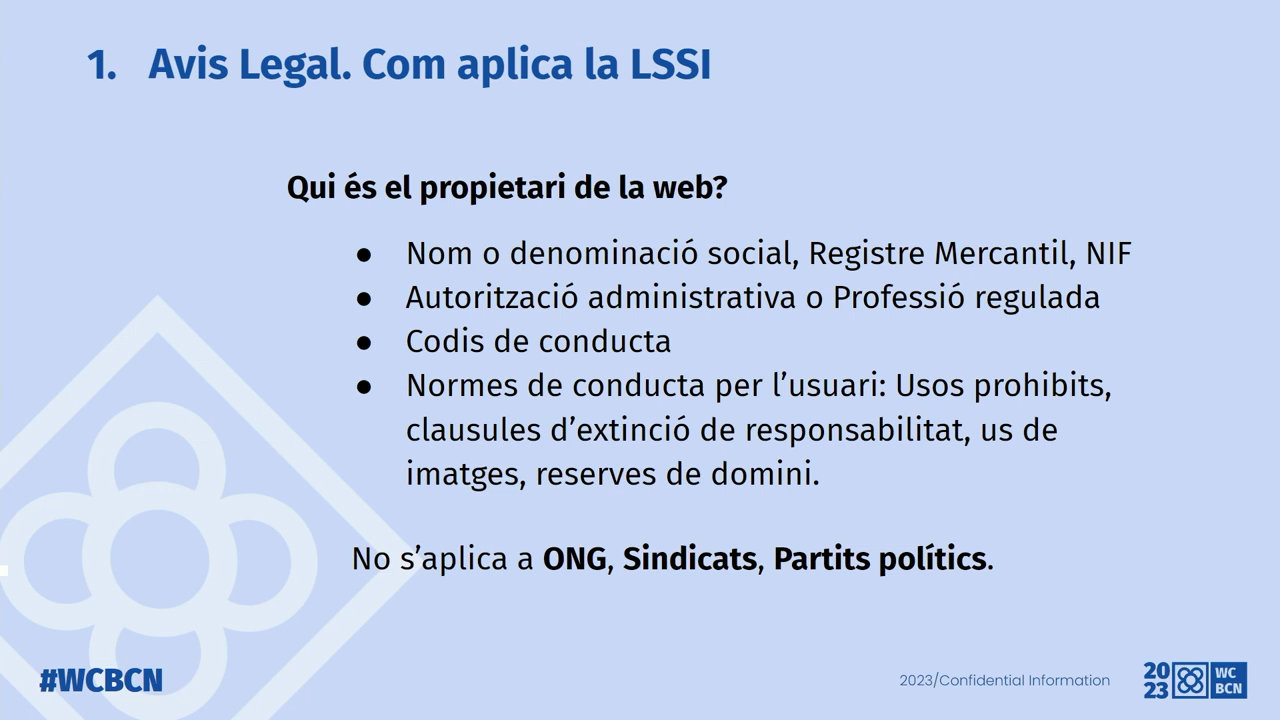 1. Avis Legal. Com aplica la LSSI
Qui és el propietari de la web?
● Nom o denominació social, Registre Mercantil, NIF
● Autorització administrativa o Professió regulada
● Codis de conducta
● Normes de conducta per l’usuari: Usos prohibits,
clausules d’extinció de responsabilitat, us de
imatges, reserves de domini.
No s’aplica a ONG, Sindicats, Partits polítics.
#WCBCN
2023/Confidential Information
20
23
WC
BCN